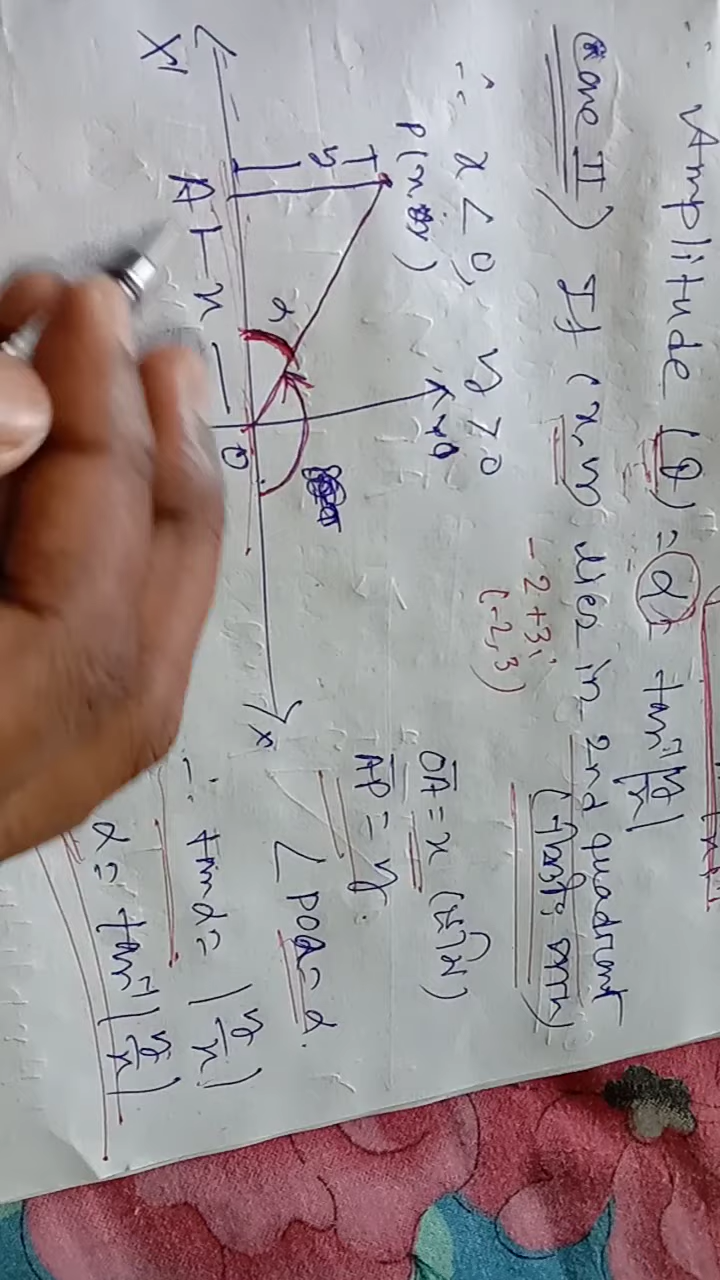 ∴ Amplitude (θ) = α = tan⁻¹|y/x|
Case II) If (x, y) lies in 2nd quadrant
∴ x < 0, y > 0
-2+3i
(-2, 3)
P(x, y)
y
α
X'
A
x
O
X
OA = x
AP = y.
∠POA = α.
∴ tanα = |y/x|
α = tan⁻¹|y/x|